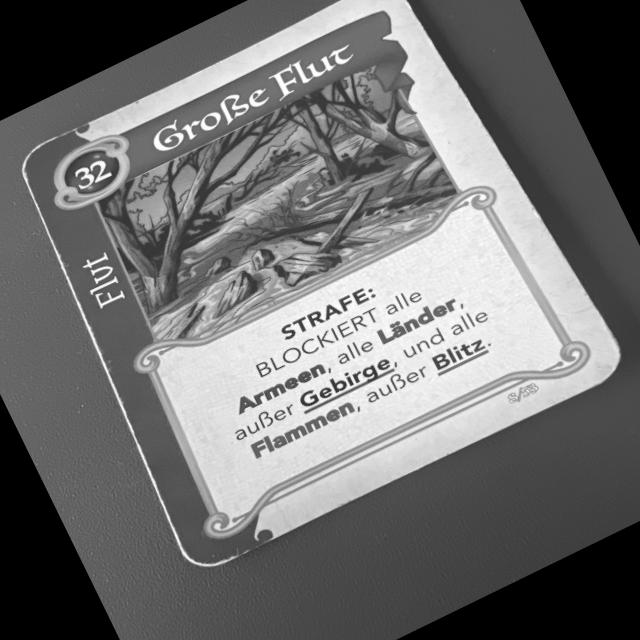 Große Flut
32
Flut
STRAFE:
BLOCKIERT alle
Armeen, alle Länder,
außer Gebirge, und alle
Flammen, außer Blitz.